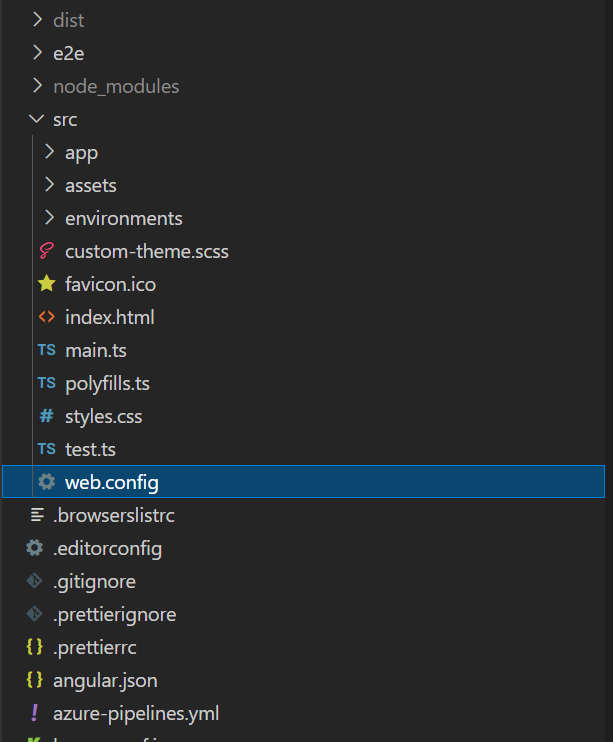 dist
e2e
node_modules
src
app
assets
environments
custom-theme.scss
favicon.ico
index.html
TS main.ts
TS polyfills.ts
# styles.css
TS test.ts
web.config
.browserslistrc
.editorconfig
.gitignore
.prettierignore
{} .prettierrc
{} angular.json
! azure-pipelines.yml